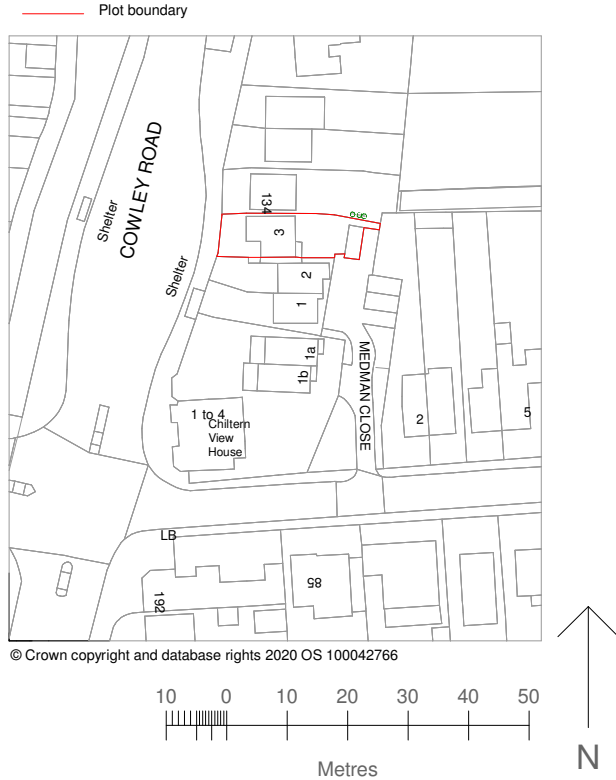 Plot boundary
COWLEY ROAD
Shelter
Shelter
134
3
2
1
1a
1b
MEDMAN CLOSE
1 to 4
Chiltern
View
House
2
5
LB
85
192
© Crown copyright and database rights 2020 OS 100042766
10 0 10 20 30 40 50
Metres
N